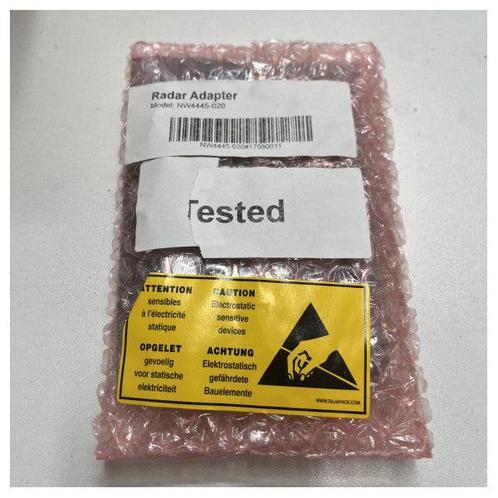 Radar Adapter
Model: NW4445-020
NW4445-020#17080011
Tested
ATTENTION
sensibles
à l'électricité
statique
CAUTION
Electrostatic
sensitive
devices
OPGELET
gevoelig
voor statische
elektriciteit
ACHTUNG
Elektrostatisch
gefährdete
Bauelemente
WWW.RAJAPACK.COM